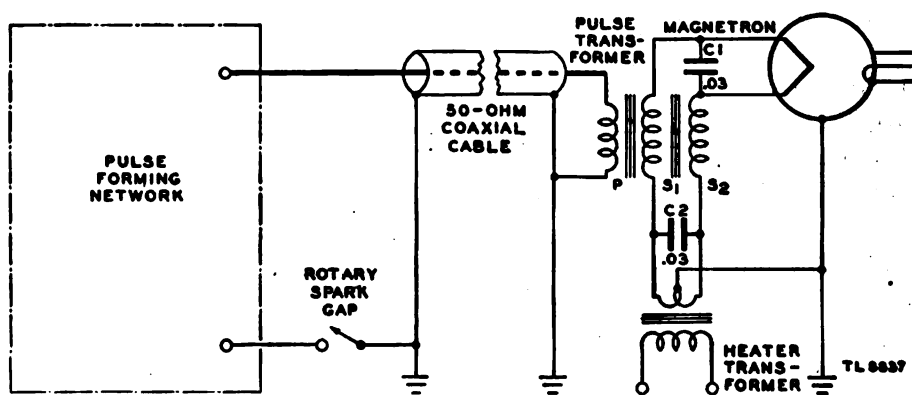 PULSE
FORMING
NETWORK
ROTARY
SPARK
GAP
50-OHM
COAXIAL
CABLE
PULSE
TRANS-
FORMER
MAGNETRON
C1
.03
P
S1
S2
C2
.03
HEATER
TRANS-
FORMER
TL8637